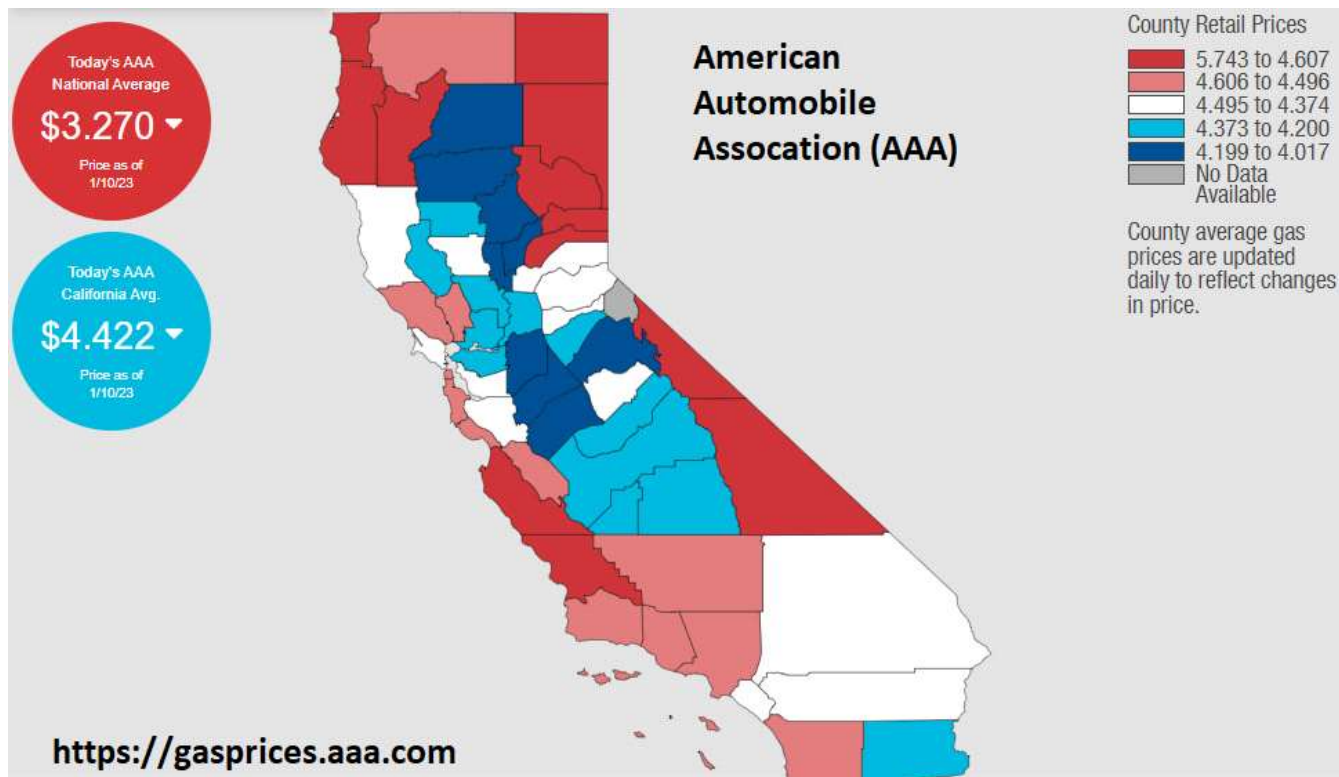 Today's AAA
National Average
$3.270
Price as of
1/10/23
Today's AAA
California Avg.
$4.422
Price as of
1/10/23
American
Automobile
Assocation (AAA)
County Retail Prices
5.743 to 4.607
4.606 to 4.496
4.495 to 4.374
4.373 to 4.200
4.199 to 4.017
No Data
Available
County average gas
prices are updated
daily to reflect changes
in price.
https://gasprices.aaa.com